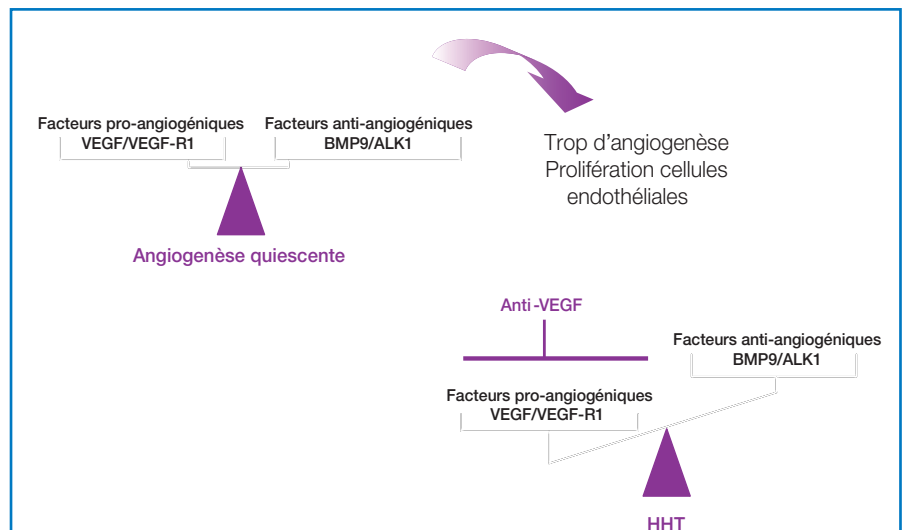 Facteurs pro-angiogéniques
VEGF/VEGF-R1
Facteurs anti-angiogéniques
BMP9/ALK1
Angiogenèse quiescente
Trop d'angiogenèse
Prolifération cellules
endothéliales
Anti-VEGF
Facteurs pro-angiogéniques
VEGF/VEGF-R1
Facteurs anti-angiogéniques
BMP9/ALK1
HHT